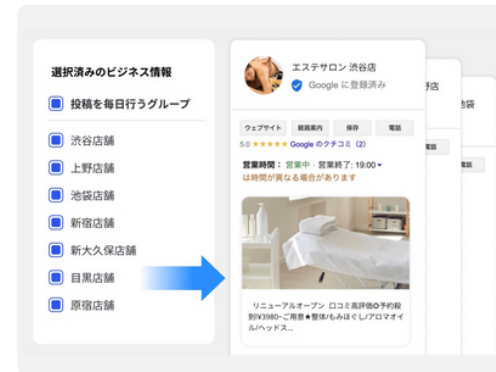 選択済みのビジネス情報
投稿を毎日行うグループ
渋谷店舗
上野店舗
池袋店舗
新宿店舗
新大久保店舗
目黒店舗
原宿店舗
エステサロン 渋谷店
Google に登録済み
ウェブサイト 経路案内 保存 電話
5.0 ★★★★★ Google のクチコミ（2）
営業時間： 営業中 · 営業終了: 19:00
は時間が異なる場合があります
リニューアルオープン 口コミ高評価✪予約殺
到!¥3980~ご用意★整体/もみほぐし/アロマオイ
ル/ヘッドス...
野店
電話
池袋
電話